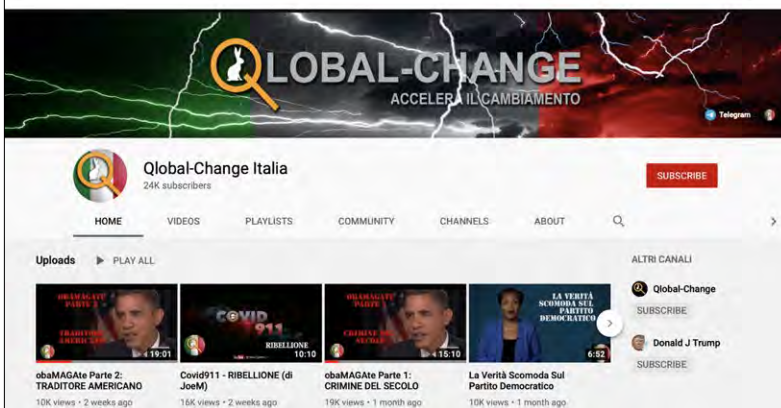 QLOBAL-CHANGE
ACCELERA IL CAMBIAMENTO
Telegram
Qlobal-Change Italia
24K subscribers
SUBSCRIBE
HOME VIDEOS PLAYLISTS COMMUNITY CHANNELS ABOUT
Uploads PLAY ALL
OBAMAGATE
PARTE 2
TRADITORE
AMERICANO
19:01
obaMAGAte Parte 2:
TRADITORE AMERICANO
10K views • 2 weeks ago
COVID
911
RIBELLIONE
10:10
Covid911 - RIBELLIONE (di
JoeM)
16K views • 2 weeks ago
OBAMAGATE
PARTE 1
CRIMINE DEL
SECOLO
15:10
obaMAGAte Parte 1:
CRIMINE DEL SECOLO
19K views • 1 month ago
LA VERITÀ
SCOMODA SUL
PARTITO
DEMOCRATICO
6:52
La Verità Scomoda Sul
Partito Democratico
10K views • 1 month ago
ALTRI CANALI
Qlobal-Change
SUBSCRIBE
Donald J Trump
SUBSCRIBE